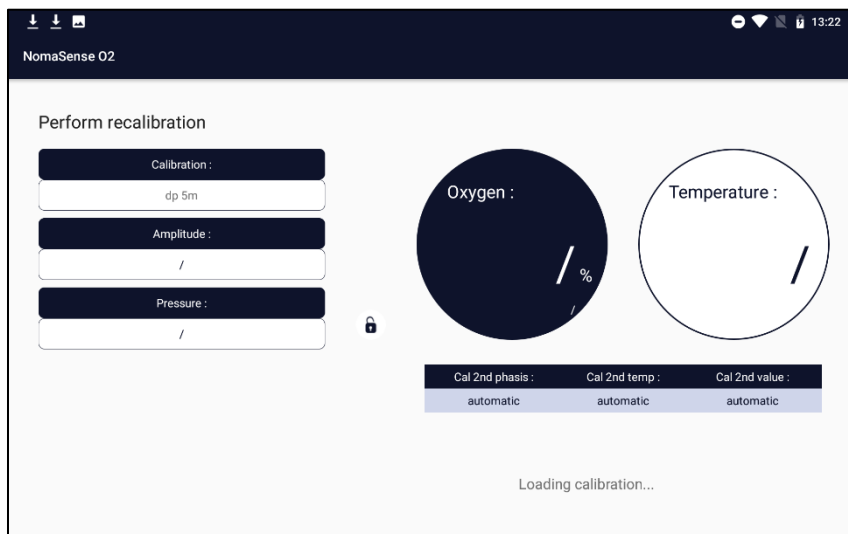 13:22
NomaSense O2
Perform recalibration
Calibration :
dp 5m
Amplitude :
/
Pressure :
/
Oxygen :
/ %
/
Temperature :
/
Cal 2nd phasis : Cal 2nd temp : Cal 2nd value :
automatic automatic automatic
Loading calibration...